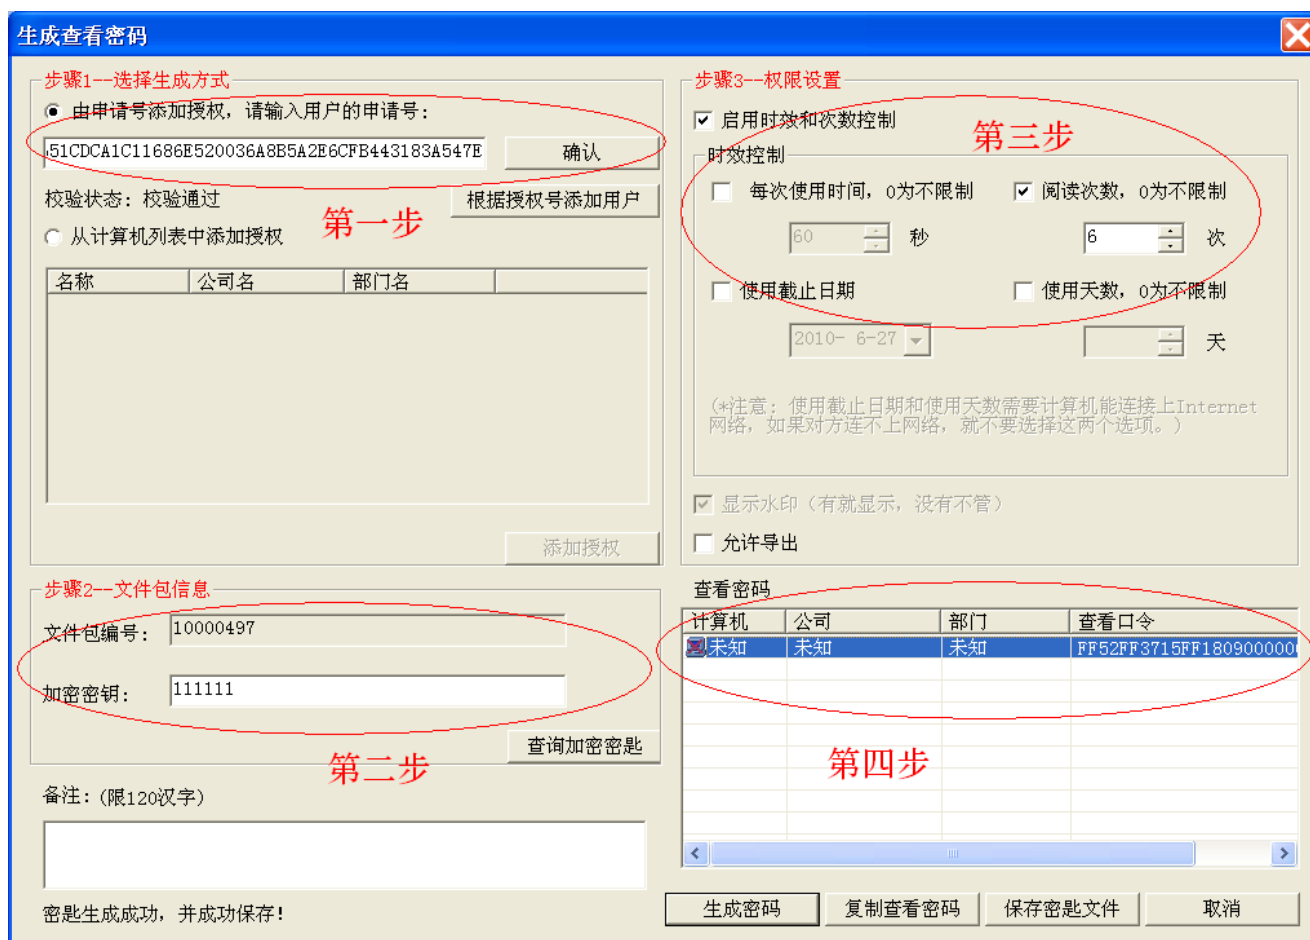 生成查看密码
步骤1--选择生成方式
由申请号添加授权，请输入用户的申请号：
51CDCA1C11686E520036A8B5A2E6CFB443183A547E
确认
校验状态：校验通过
根据授权号添加用户
第一步
从计算机列表中添加授权
名称 公司名 部门名
添加授权
步骤2--文件包信息
文件包编号： 10000497
加密密钥： 111111
查询加密密匙
第二步
备注：(限120汉字)
密匙生成成功，并成功保存！
步骤3--权限设置
启用时效和次数控制
第三步
时效控制
每次使用时间，0为不限制
阅读次数，0为不限制
60 秒
6 次
使用截止日期
使用天数，0为不限制
2010- 6-27
天
(*注意：使用截止日期和使用天数需要计算机能连接上Internet
网络，如果对方连不上网络，就不要选择这两个选项。)
显示水印（有就显示，没有不管）
允许导出
查看密码
计算机 公司 部门 查看口令
未知 未知 未知 FF52FF3715FF180900000
第四步
生成密码 复制查看密码 保存密匙文件 取消